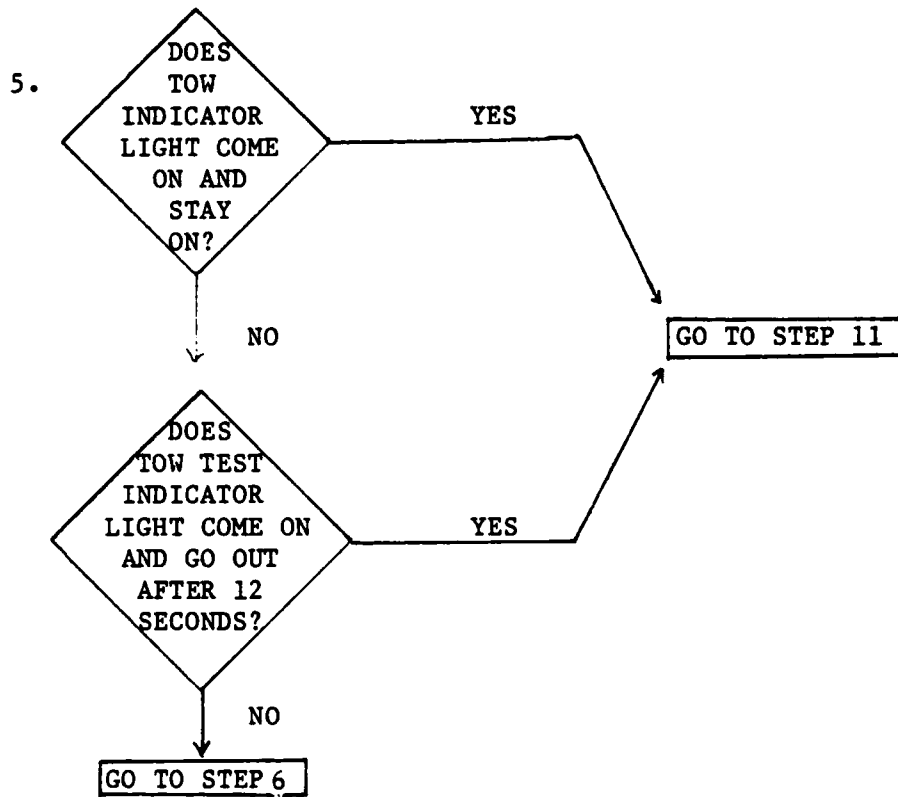 5.
DOES
TOW
INDICATOR
LIGHT COME
ON AND
STAY
ON?
YES
NO
GO TO STEP 11
DOES
TOW TEST
INDICATOR
LIGHT COME ON
AND GO OUT
AFTER 12
SECONDS?
YES
NO
GO TO STEP 6